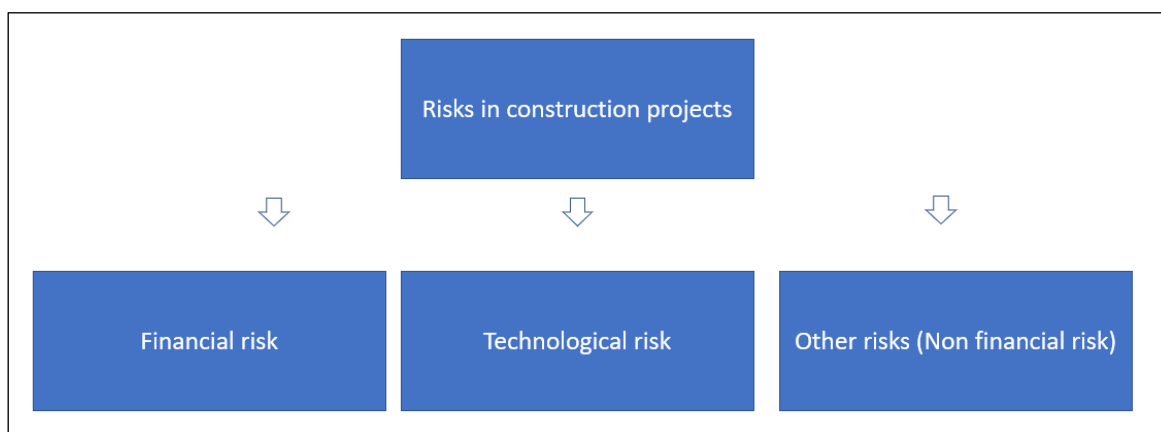 Risks in construction projects
Financial risk
Technological risk
Other risks (Non financial risk)